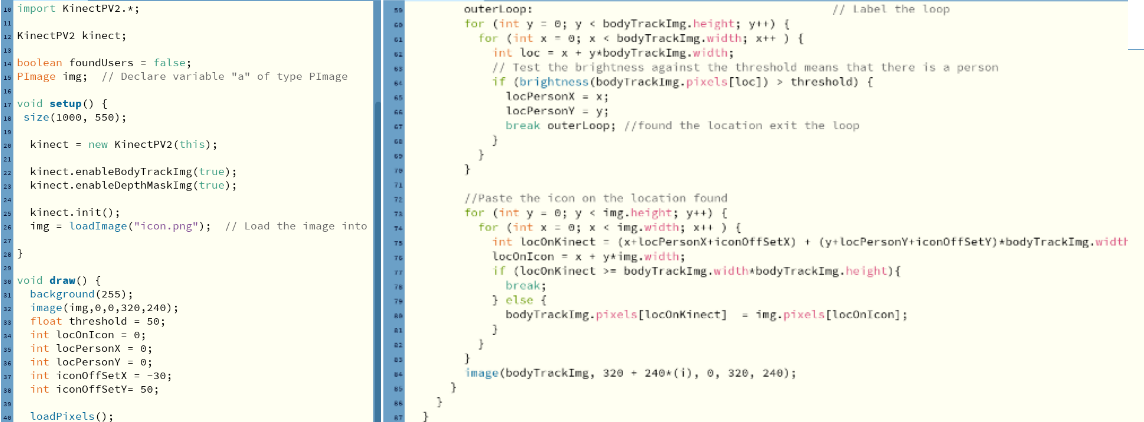 10 import KinectPV2.*;
11
12 KinectPV2 kinect;
13
14 boolean foundUsers = false;
15 PImage img;  // Declare variable "a" of type PImage
16
17 void setup() {
18  size(1000, 550);
19
20   kinect = new KinectPV2(this);
21
22   kinect.enableBodyTrackImg(true);
23   kinect.enableDepthMaskImg(true);
24
25   kinect.init();
26   img = loadImage("icon.png");  // Load the image into
27
28 }
29
30 void draw() {
31   background(255);
32   image(img,0,0,320,240);
33   float threshold = 50;
34   int locOnIcon = 0;
35   int locPersonX = 0;
36   int locPersonY = 0;
37   int iconOffSetX = -30;
38   int iconOffSetY= 50;
39
40   loadPixels();
59 outerLoop:                                             // Label the loop
60 for (int y = 0; y < bodyTrackImg.height; y++) {
61   for (int x = 0; x < bodyTrackImg.width; x++ ) {
62     int loc = x + y*bodyTrackImg.width;
63     // Test the brightness against the threshold means that there is a person
64     if (brightness(bodyTrackImg.pixels[loc]) > threshold) {
65       locPersonX = x;
66       locPersonY = y;
67       break outerLoop; //found the location exit the loop
68     }
69   }
70 }
71
72 //Paste the icon on the location found
73 for (int y = 0; y < img.height; y++) {
74   for (int x = 0; x < img.width; x++ ) {
75     int locOnKinect = (x+locPersonX+iconOffSetX) + (y+locPersonY+iconOffSetY)*bodyTrackImg.width
76     locOnIcon = x + y*img.width;
77     if (locOnKinect >= bodyTrackImg.width*bodyTrackImg.height){
78       break;
79     } else {
80       bodyTrackImg.pixels[locOnKinect]  = img.pixels[locOnIcon];
81     }
82   }
83 }
84 image(bodyTrackImg, 320 + 240*(i), 0, 320, 240);
85 }
86 }
87 }